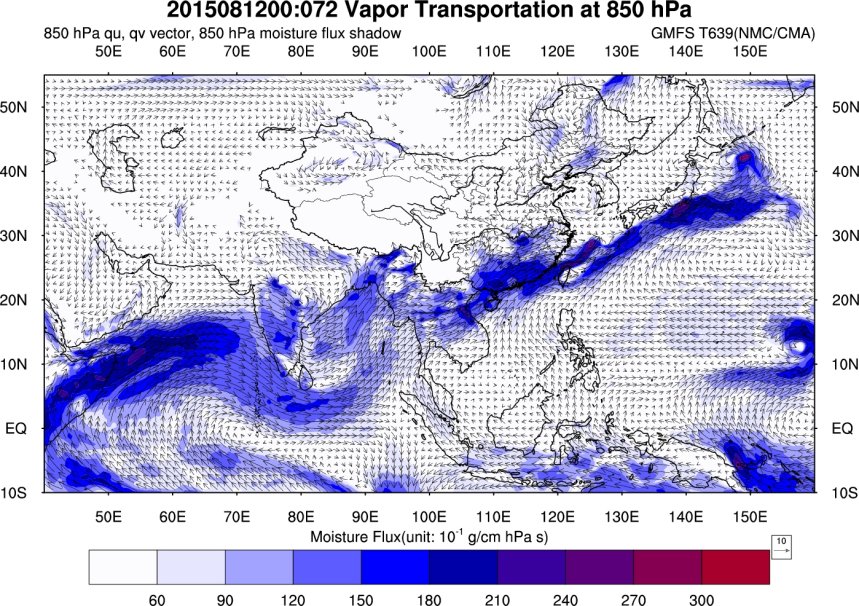 2015081200:072 Vapor Transportation at 850 hPa
850 hPa qu, qv vector, 850 hPa moisture flux shadow GMFS T639(NMC/CMA)
50E 60E 70E 80E 90E 100E 110E 120E 130E 140E 150E
50N 50N
40N 40N
30N 30N
20N 20N
10N 10N
EQ EQ
10S 10S
50E 60E 70E 80E 90E 100E 110E 120E 130E 140E 150E
Moisture Flux(unit: 10⁻¹ g/cm hPa s)
10
60 90 120 150 180 210 240 270 300